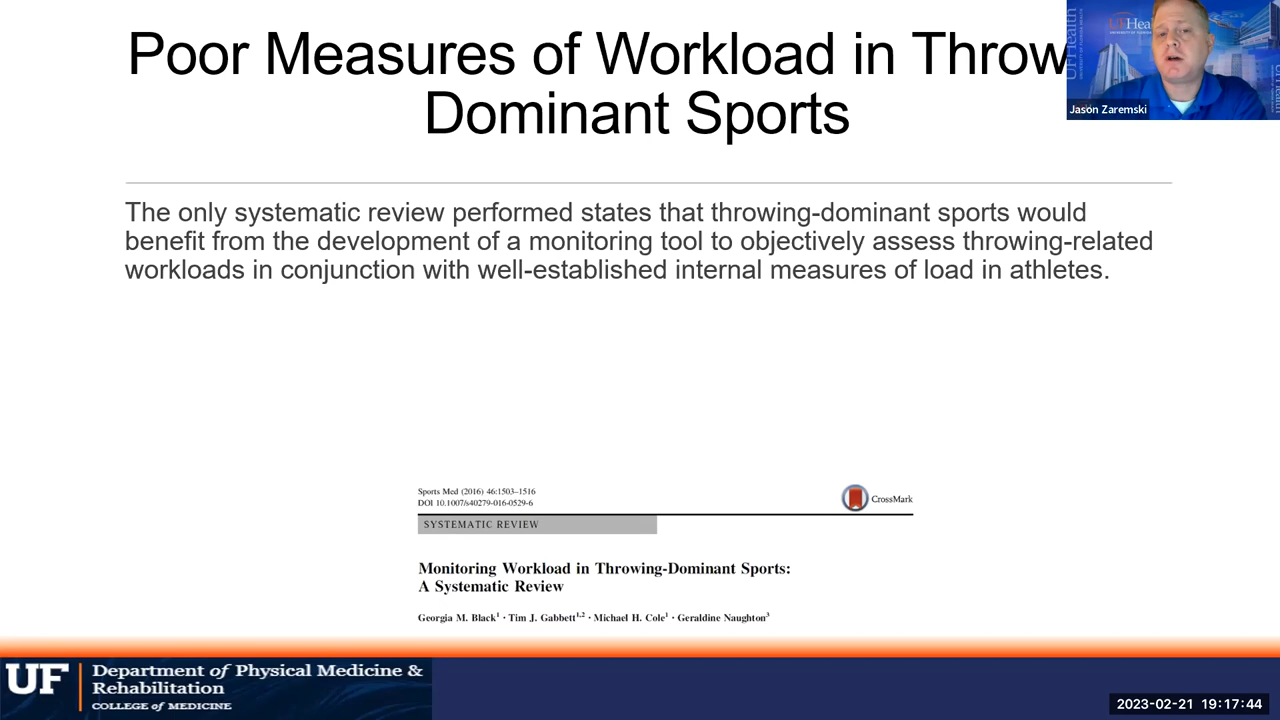 Poor Measures of Workload in Throw
Dominant Sports
UFHea
Jason Zaremski
The only systematic review performed states that throwing-dominant sports would
benefit from the development of a monitoring tool to objectively assess throwing-related
workloads in conjunction with well-established internal measures of load in athletes.
Sports Med (2016) 46:1503–1516
DOI 10.1007/s40279-016-0529-6
CrossMark
SYSTEMATIC REVIEW
Monitoring Workload in Throwing-Dominant Sports:
A Systematic Review
Georgia M. Black1 · Tim J. Gabbett1,2 · Michael H. Cole1 · Geraldine Naughton3
UF
Department of Physical Medicine &
Rehabilitation
COLLEGE of MEDICINE
2023-02-21 19:17:44